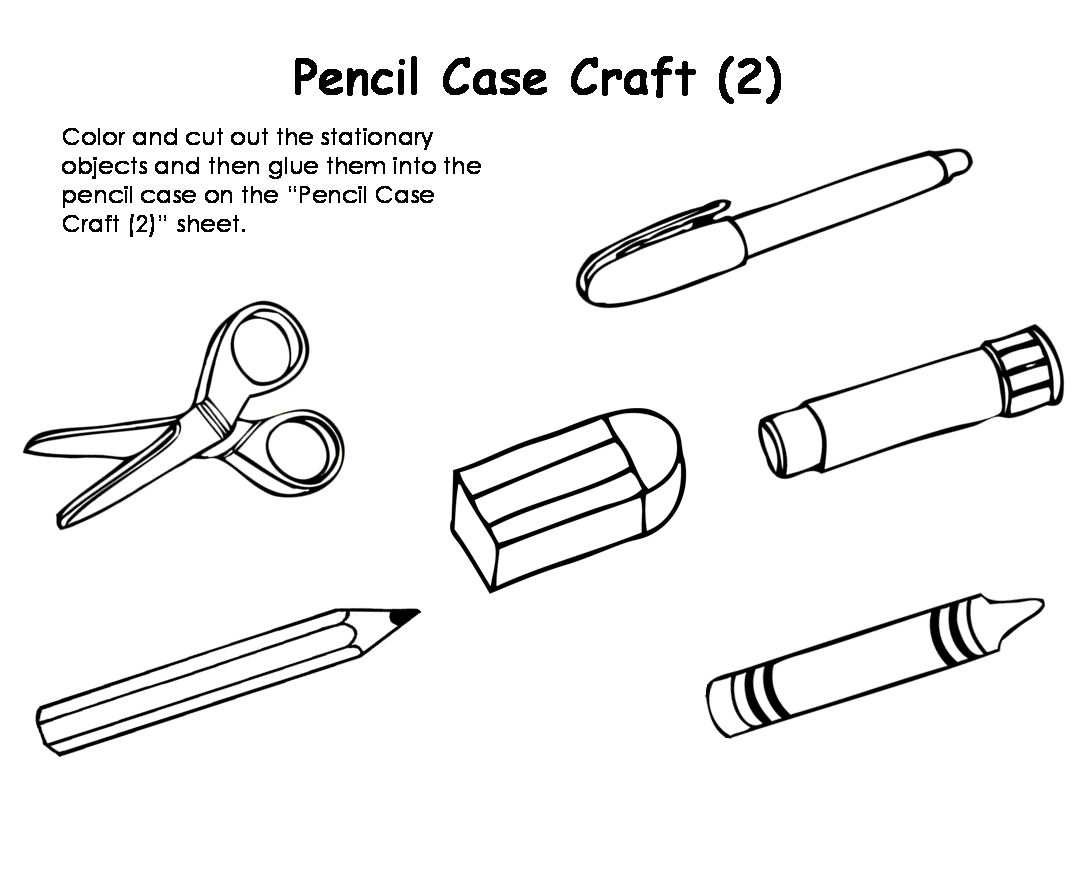 Pencil Case Craft (2)
Color and cut out the stationary
objects and then glue them into the
pencil case on the “Pencil Case
Craft (2)” sheet.